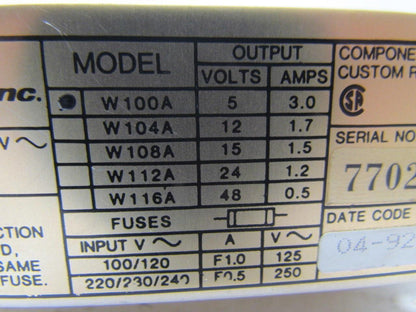 nc.
V ~
CTION
D,
SAME
FUSE.
MODEL
OUTPUT
VOLTS AMPS
W100A 5 3.0
W104A 12 1.7
W108A 15 1.5
W112A 24 1.2
W116A 48 0.5
FUSES
INPUT V ~ A V ~
100/120 F1.0 125
220/230/240 F0.5 250
COMPONE
CUSTOM R
SERIAL NO
7702
DATE CODE
04-92